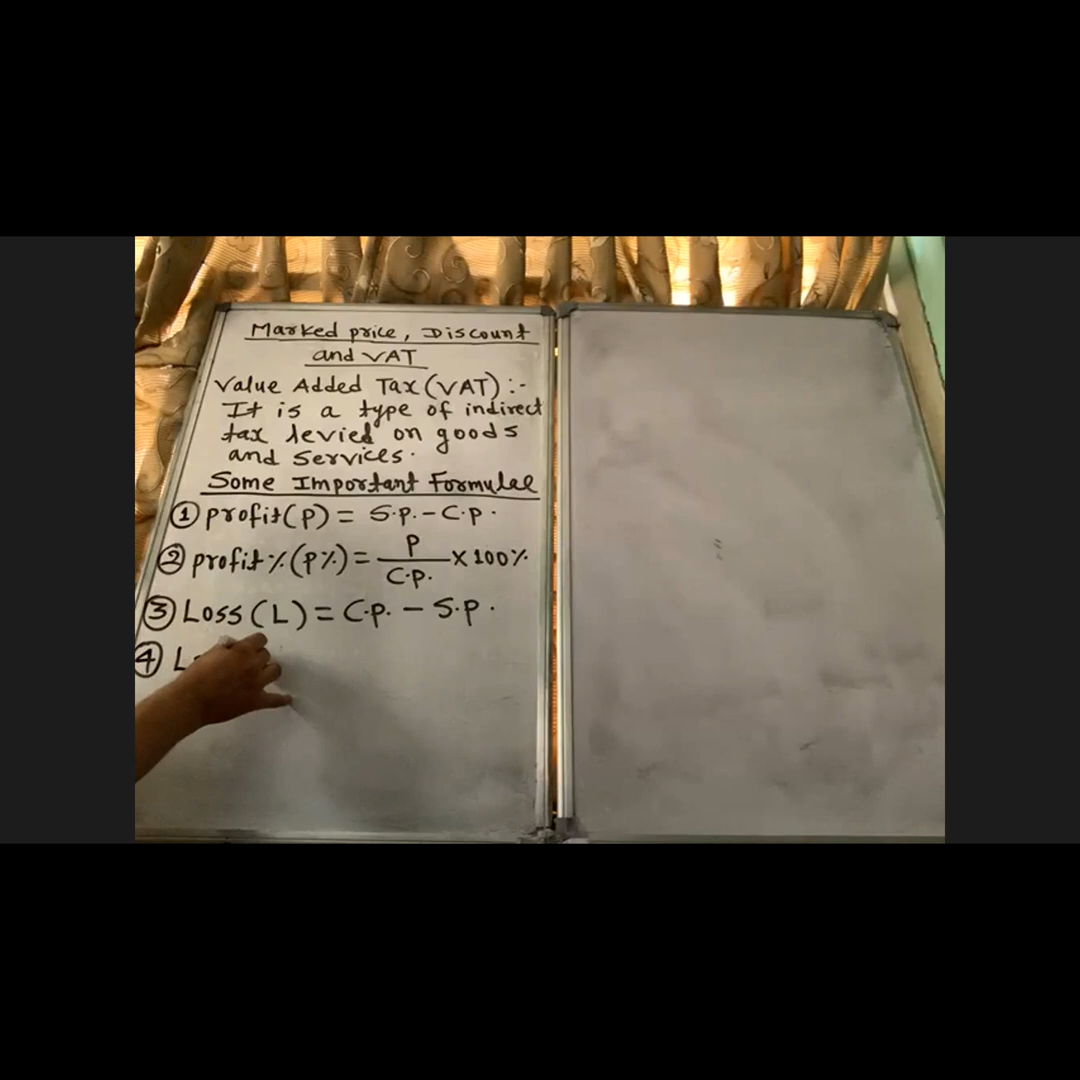 Marked price, Discount
and VAT
Value Added Tax (VAT) :-
It is a type of indirect
tax levied on goods
and services.
Some Important Formulae
① profit(P) = S.P. - C.P.
② profit%(P%) = P/C.P. × 100%
③ Loss (L) = C.P. - S.P.
④ L